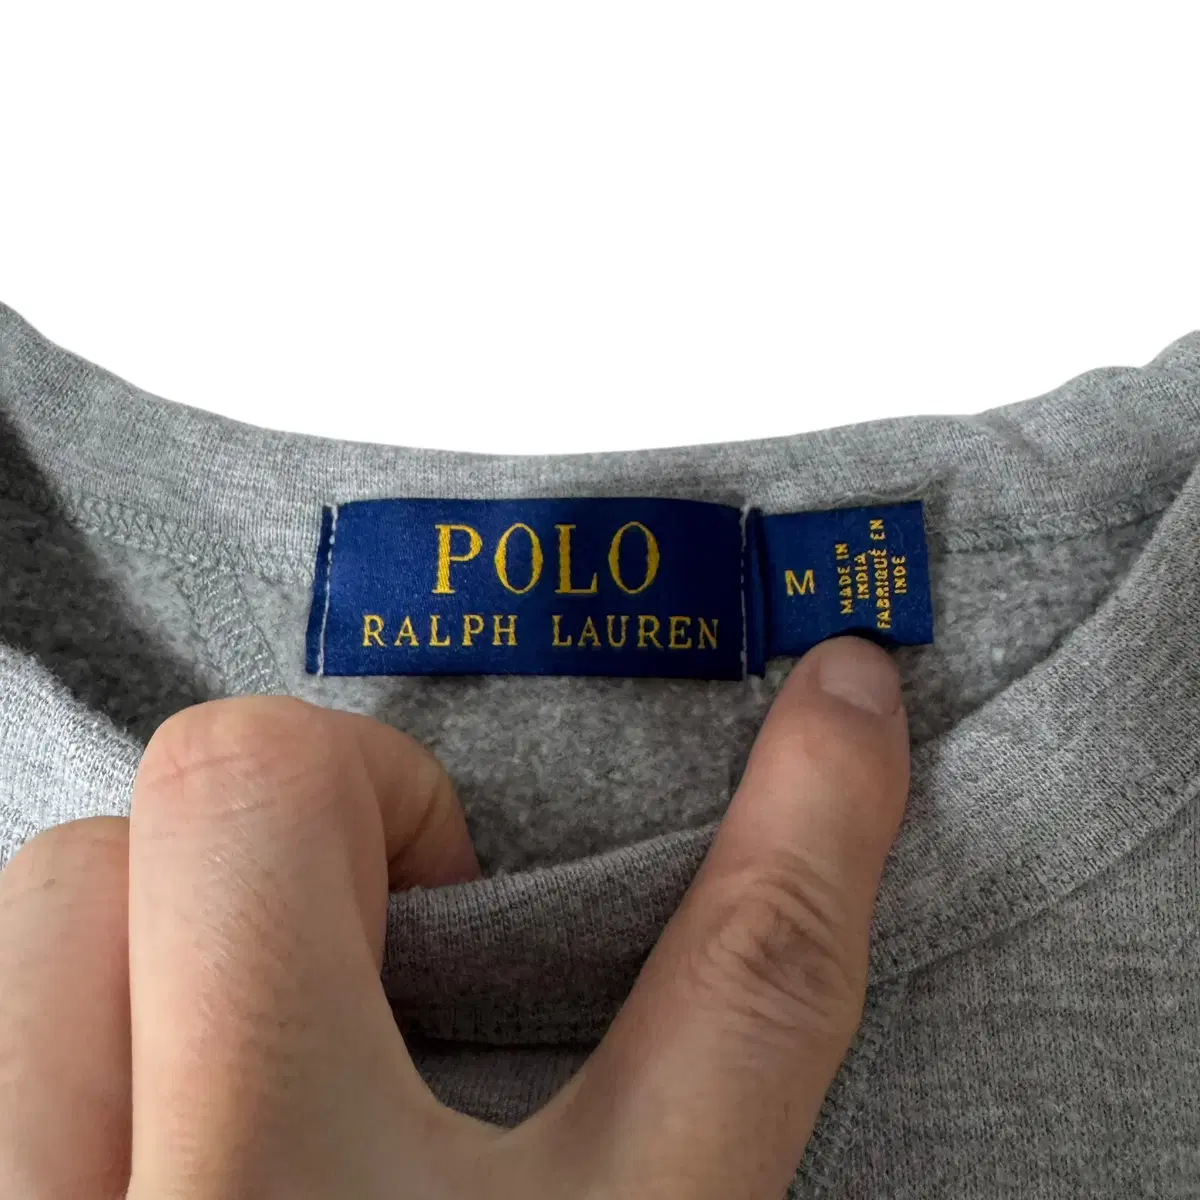 POLO
RALPH LAUREN
M
MADE IN
INDIA
FABRIQUÉ EN
INDE